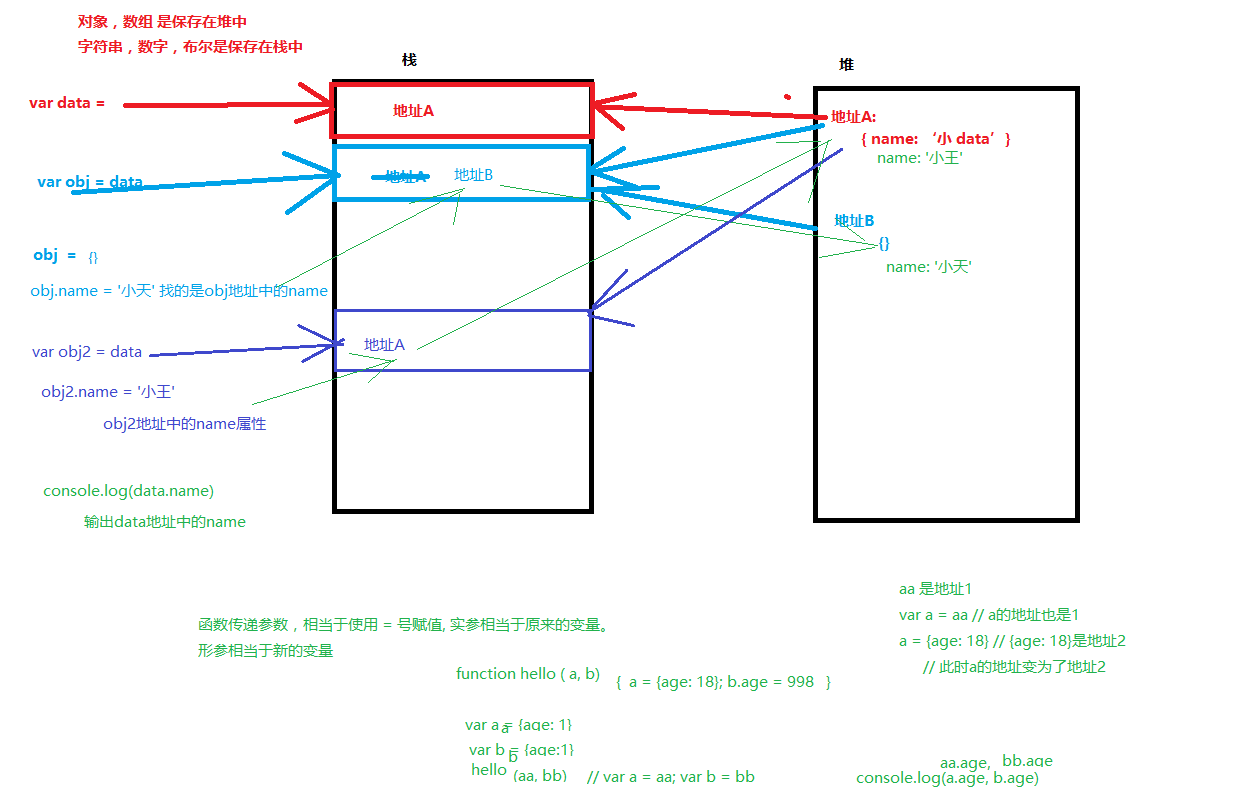 对象，数组 是保存在堆中
字符串，数字，布尔是保存在栈中
栈
堆
var data =
地址A
地址A:
{ name: ‘小 data’ }
name: '小王'
var obj = data
地址A
地址B
地址B
{}
name: '小天'
obj = {}
obj.name = '小天' 找的是obj地址中的name
var obj2 = data
地址A
obj2.name = '小王'
obj2地址中的name属性
console.log(data.name)
输出data地址中的name
aa 是地址1
var a = aa // a的地址也是1
a = {age: 18} // {age: 18}是地址2
// 此时a的地址变为了地址2
函数传递参数，相当于使用 = 号赋值, 实参相当于原来的变量。
形参相当于新的变量
function hello ( a, b) { a = {age: 18}; b.age = 998 }
var a a = {age: 1}
var b b = {age:1}
hello (aa, bb) // var a = aa; var b = bb
aa.age, bb.age
console.log(a.age, b.age)